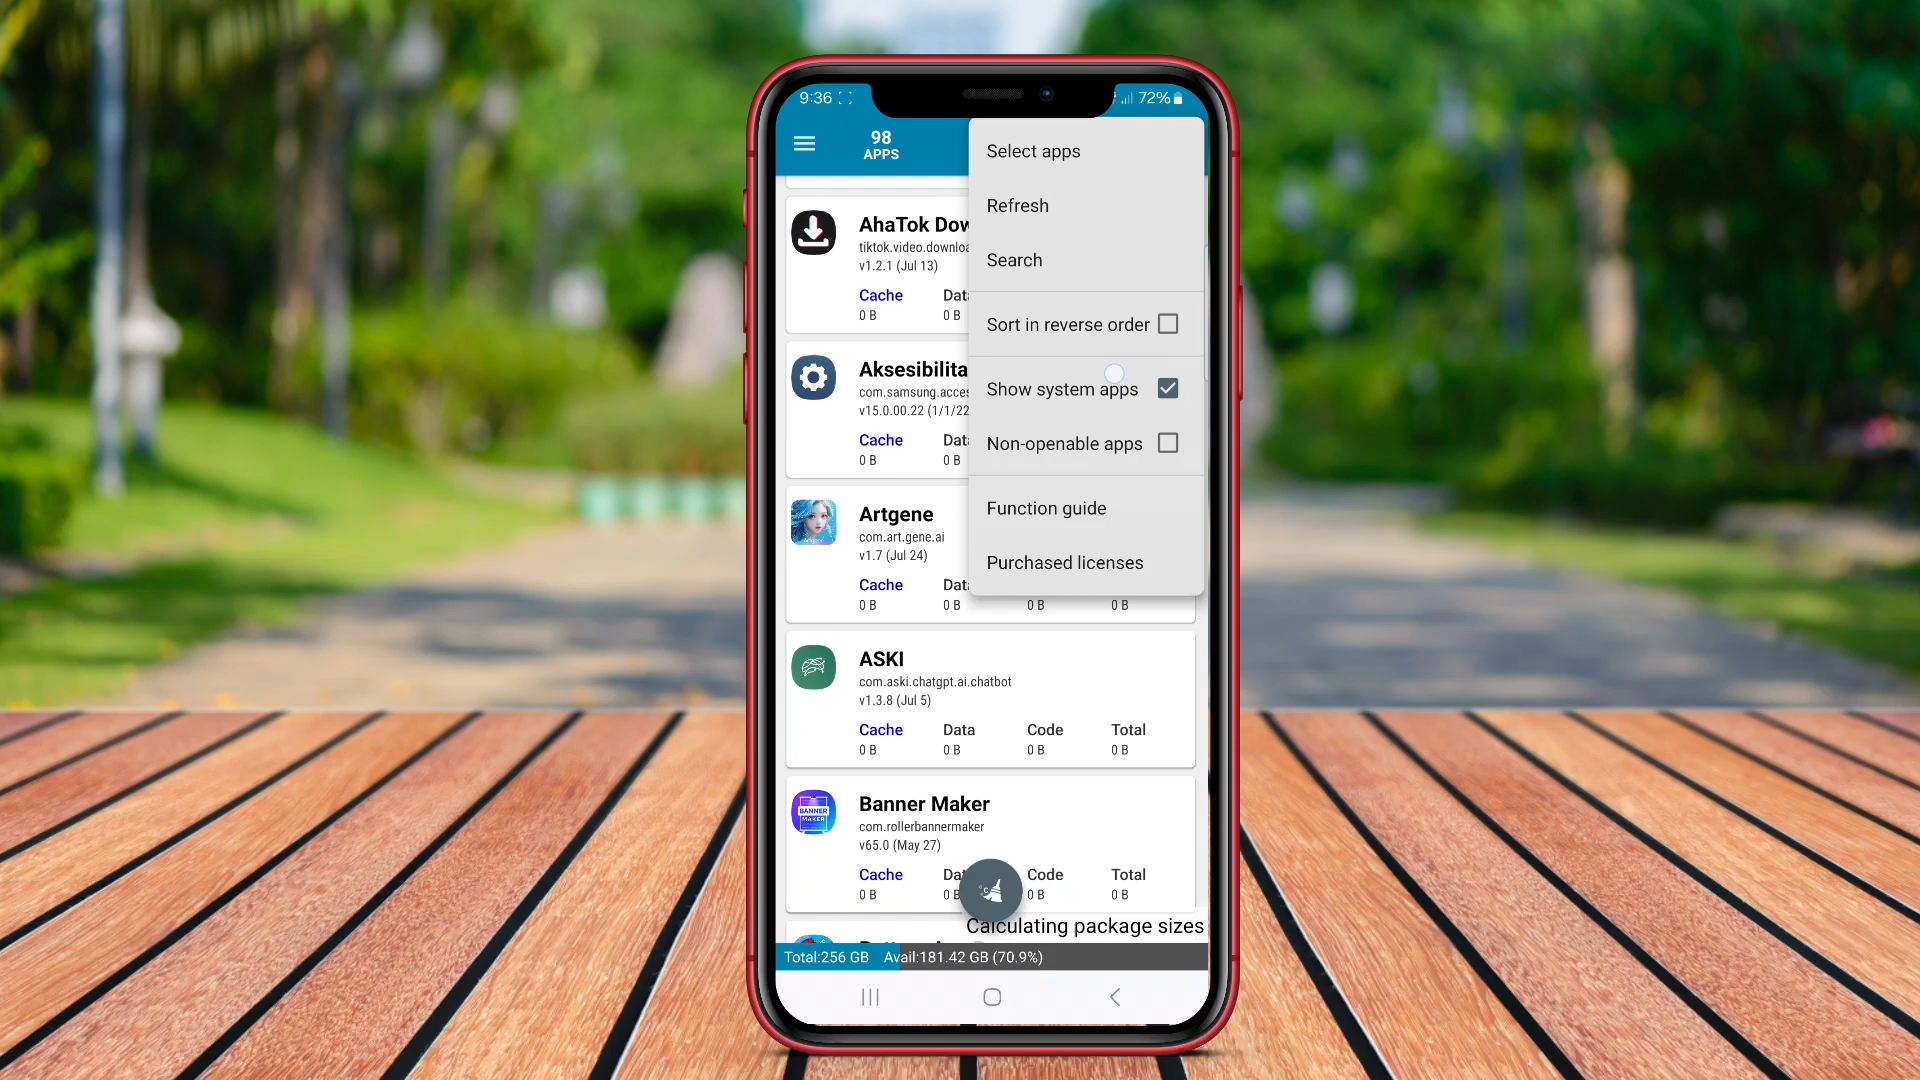 9:36 72%
98
APPS
Select apps
Refresh
Search
Sort in reverse order
Show system apps
Non-openable apps
Function guide
Purchased licenses
AhaTok Dow
tiktok.video.downloa
v1.2.1 (Jul 13)
Cache Data
0 B 0 B
Aksesibilita
com.samsung.acces
v15.0.00.22 (1/1/22
Cache Data
0 B 0 B
Artgene
com.art.gene.ai
v1.7 (Jul 24)
Cache Data
0 B 0 B 0 B 0 B
ASKI
com.aski.chatgpt.ai.chatbot
v1.3.8 (Jul 5)
Cache Data Code Total
0 B 0 B 0 B 0 B
BANNER
MAKER
Banner Maker
com.rollerbannermaker
v65.0 (May 27)
Cache Dat Code Total
0 B 0 B 0 B 0 B
Calculating package sizes
Total:256 GB Avail:181.42 GB (70.9%)